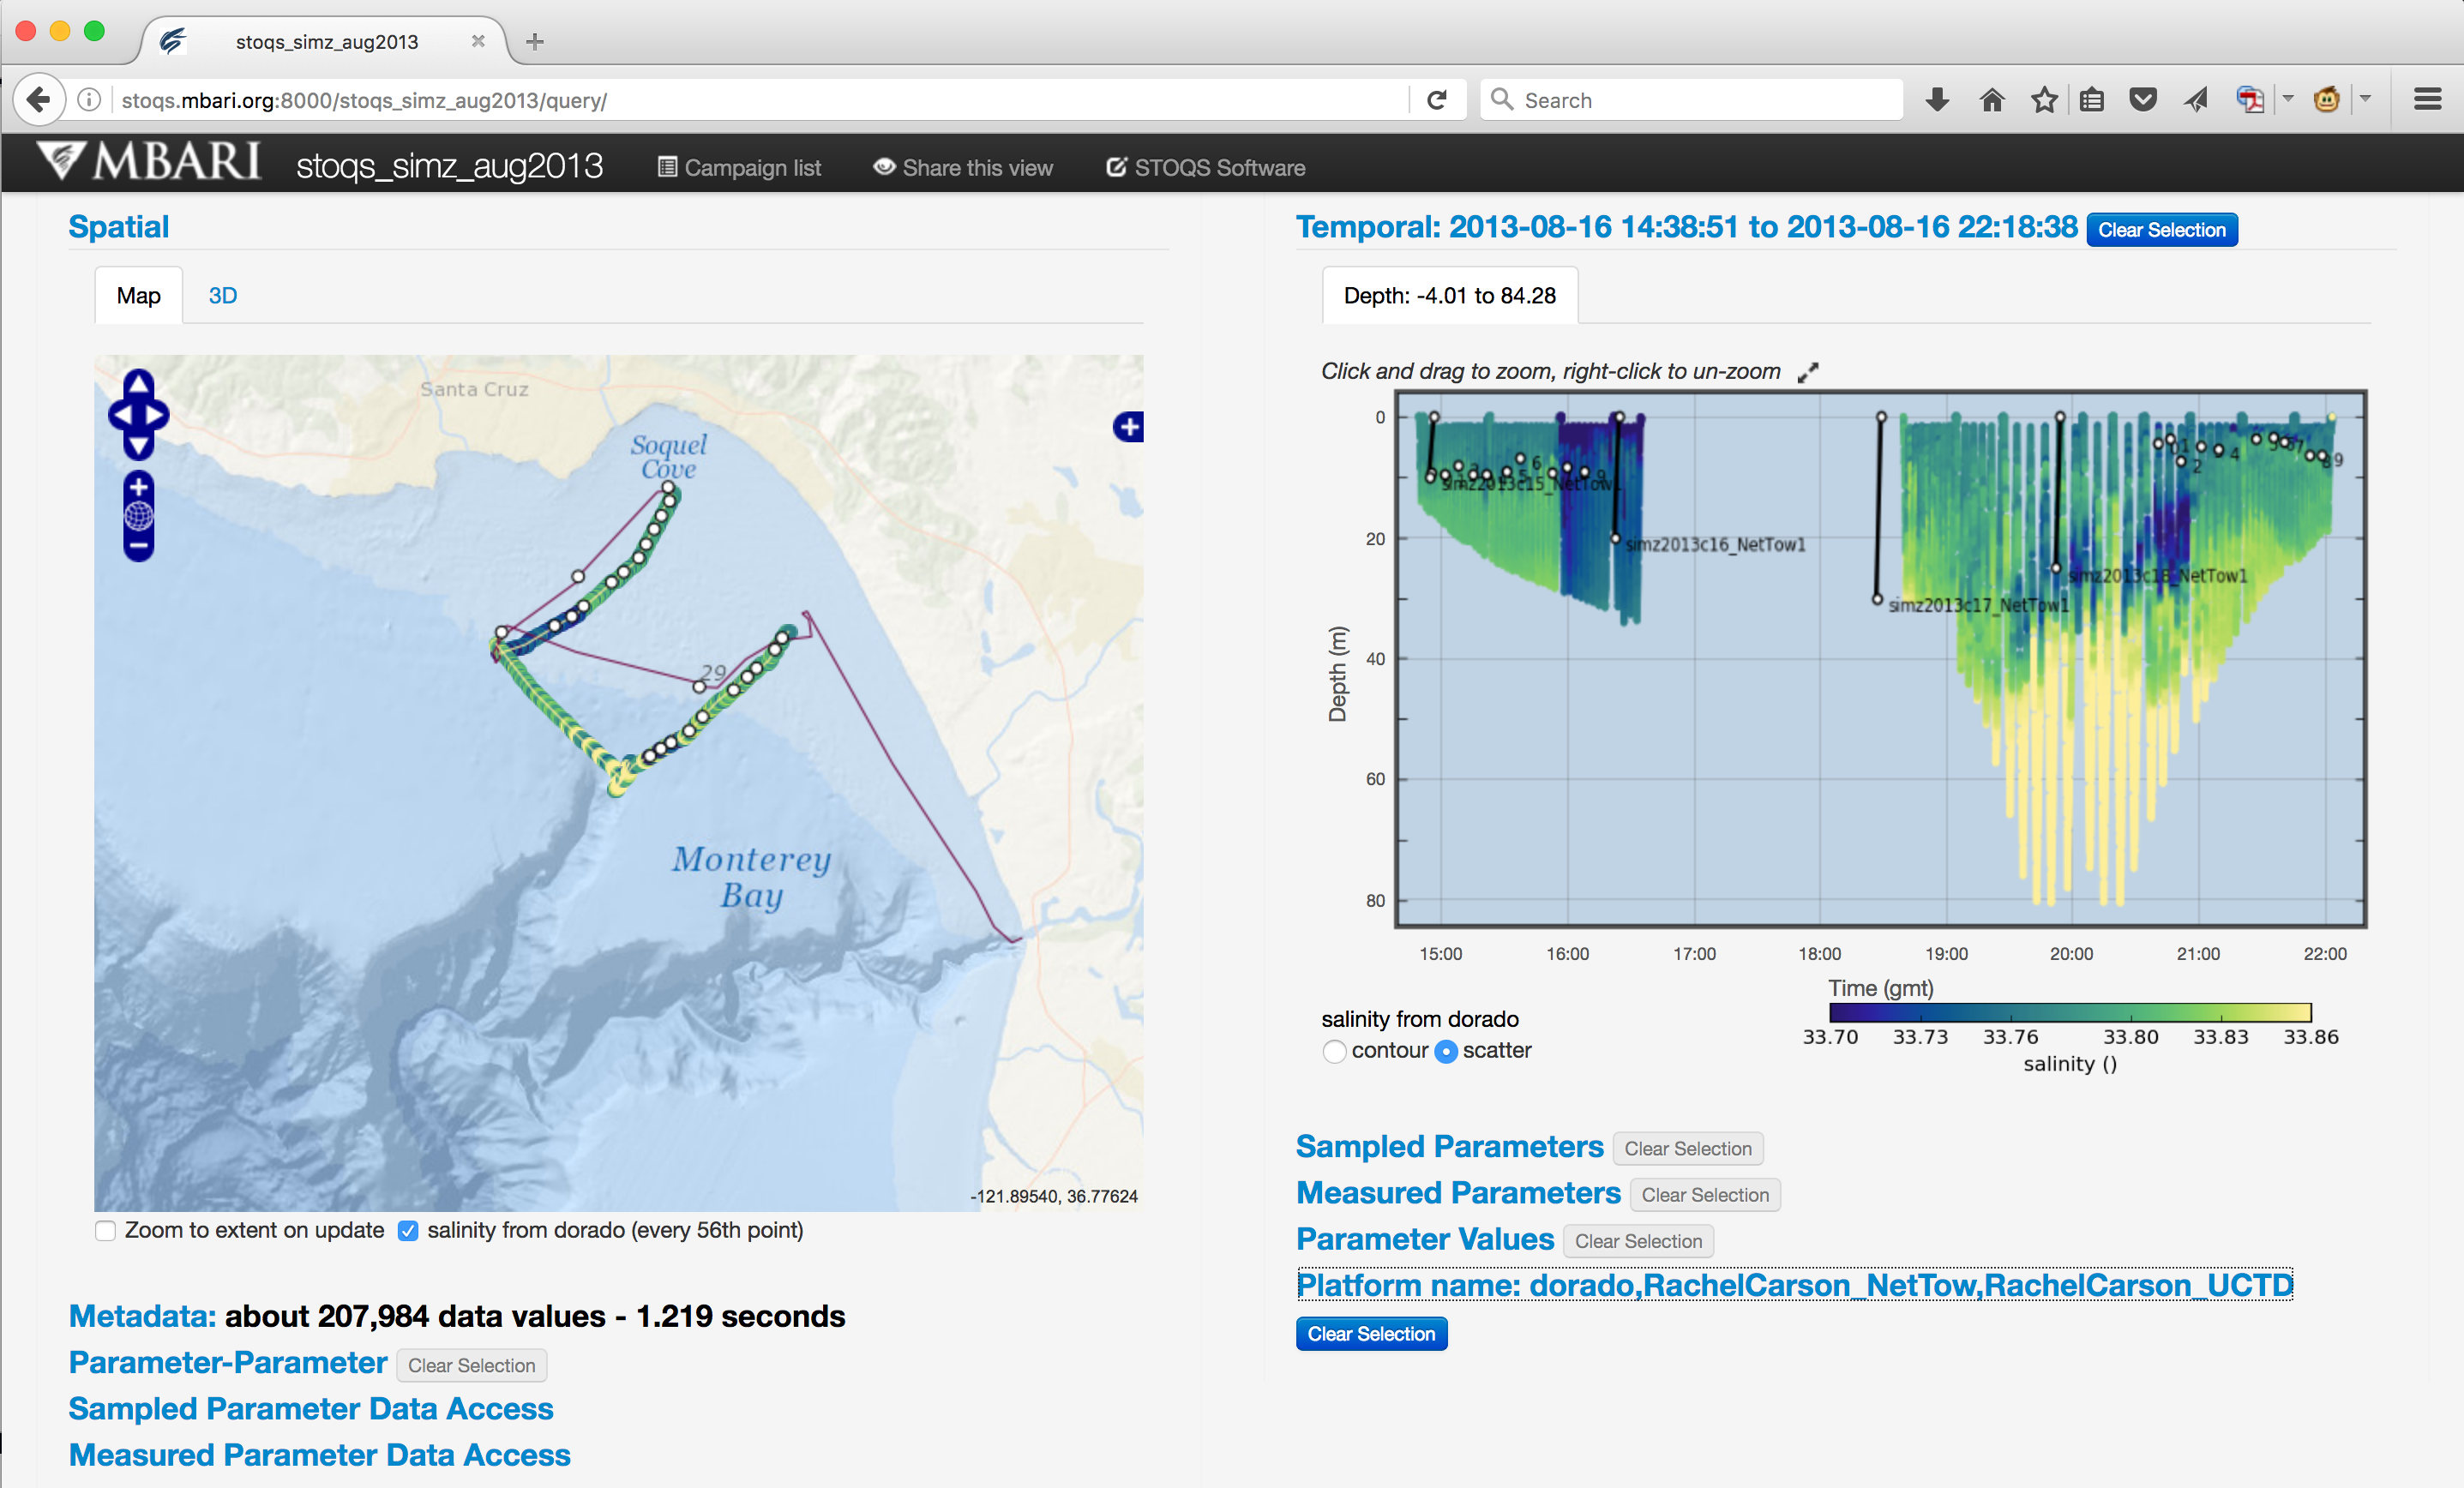 stoqs_simz_aug2013
stoqs.mbari.org:8000/stoqs_simz_aug2013/query/
Search
MBARI
stoqs_simz_aug2013
Campaign list
Share this view
STOQS Software
Spatial
Map
3D
Santa Cruz
Soquel
Cove
29
Monterey
Bay
-121.89540, 36.77624
Zoom to extent on update
salinity from dorado (every 56th point)
Metadata: about 207,984 data values - 1.219 seconds
Parameter-Parameter Clear Selection
Sampled Parameter Data Access
Measured Parameter Data Access
Temporal: 2013-08-16 14:38:51 to 2013-08-16 22:18:38 Clear Selection
Depth: -4.01 to 84.28
Click and drag to zoom, right-click to un-zoom
Depth (m)
0
20
40
60
80
simz2013c15_NetTow1
simz2013c16_NetTow1
simz2013c17_NetTow1
simz2013c18_NetTow1
15:00 16:00 17:00 18:00 19:00 20:00 21:00 22:00
Time (gmt)
salinity from dorado
contour scatter
33.70 33.73 33.76 33.80 33.83 33.86
salinity ()
Sampled Parameters Clear Selection
Measured Parameters Clear Selection
Parameter Values Clear Selection
Platform name: dorado,RachelCarson_NetTow,RachelCarson_UCTD
Clear Selection